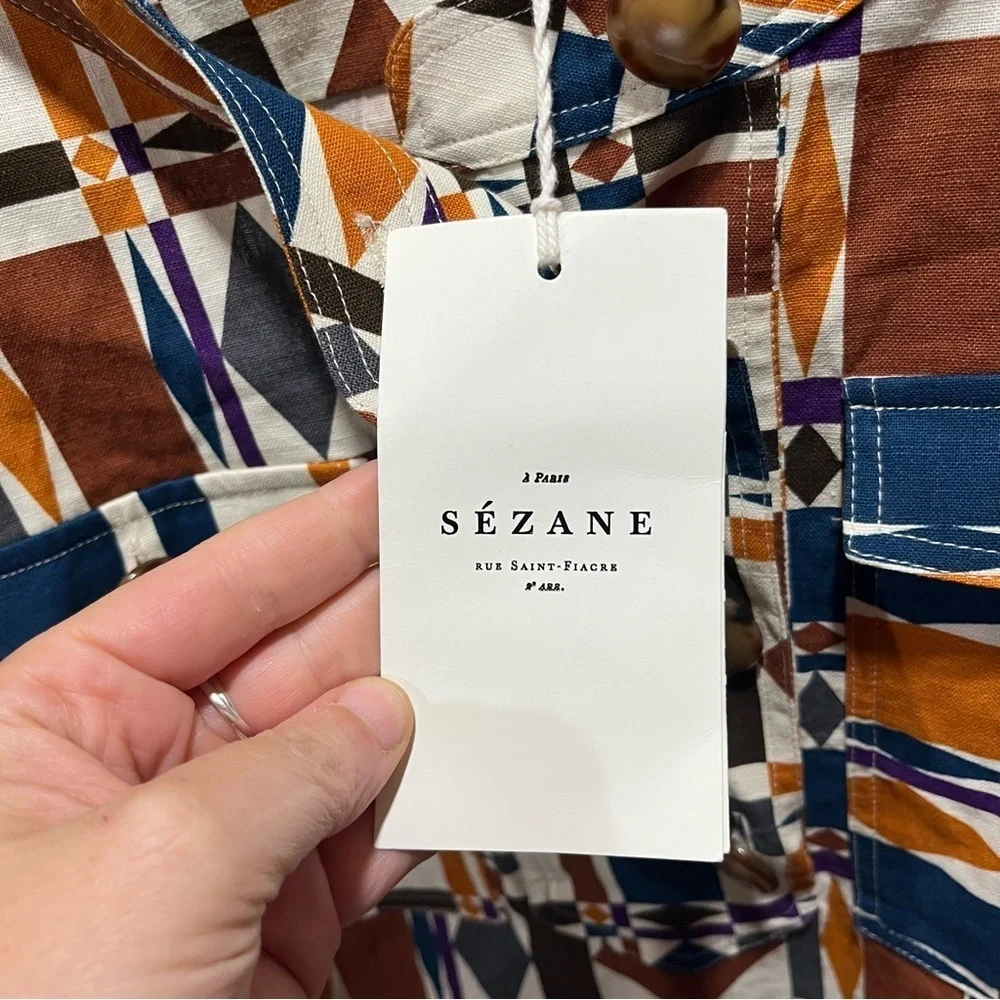 à Paris
SÉZANE
RUE SAINT-FIACRE
2e ARR.